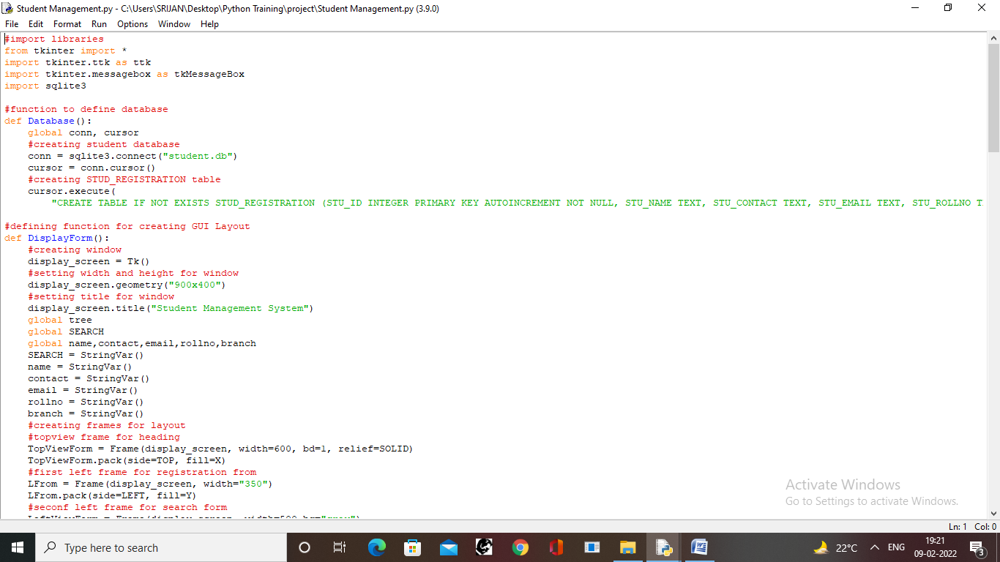 Student Management.py - C:\Users\SRIJAN\Desktop\Python Training\project\Student Management.py (3.9.0)
File Edit Format Run Options Window Help
#import libraries
from tkinter import *
import tkinter.ttk as ttk
import tkinter.messagebox as tkMessageBox
import sqlite3
#function to define database
def Database():
    global conn, cursor
    #creating student database
    conn = sqlite3.connect("student.db")
    cursor = conn.cursor()
    #creating STUD_REGISTRATION table
    cursor.execute(
        "CREATE TABLE IF NOT EXISTS STUD_REGISTRATION (STU_ID INTEGER PRIMARY KEY AUTOINCREMENT NOT NULL, STU_NAME TEXT, STU_CONTACT TEXT, STU_EMAIL TEXT, STU_ROLLNO T
#defining function for creating GUI Layout
def DisplayForm():
    #creating window
    display_screen = Tk()
    #setting width and height for window
    display_screen.geometry("900x400")
    #setting title for window
    display_screen.title("Student Management System")
    global tree
    global SEARCH
    global name,contact,email,rollno,branch
    SEARCH = StringVar()
    name = StringVar()
    contact = StringVar()
    email = StringVar()
    rollno = StringVar()
    branch = StringVar()
    #creating frames for layout
    #topview frame for heading
    TopViewForm = Frame(display_screen, width=600, bd=1, relief=SOLID)
    TopViewForm.pack(side=TOP, fill=X)
    #first left frame for registration from
    LFrom = Frame(display_screen, width="350")
    LFrom.pack(side=LEFT, fill=Y)
    #seconf left frame for search form
Activate Windows
Go to Settings to activate Windows.
Ln: 1 Col: 0
Type here to search
22°C
ENG
19:21
09-02-2022
3